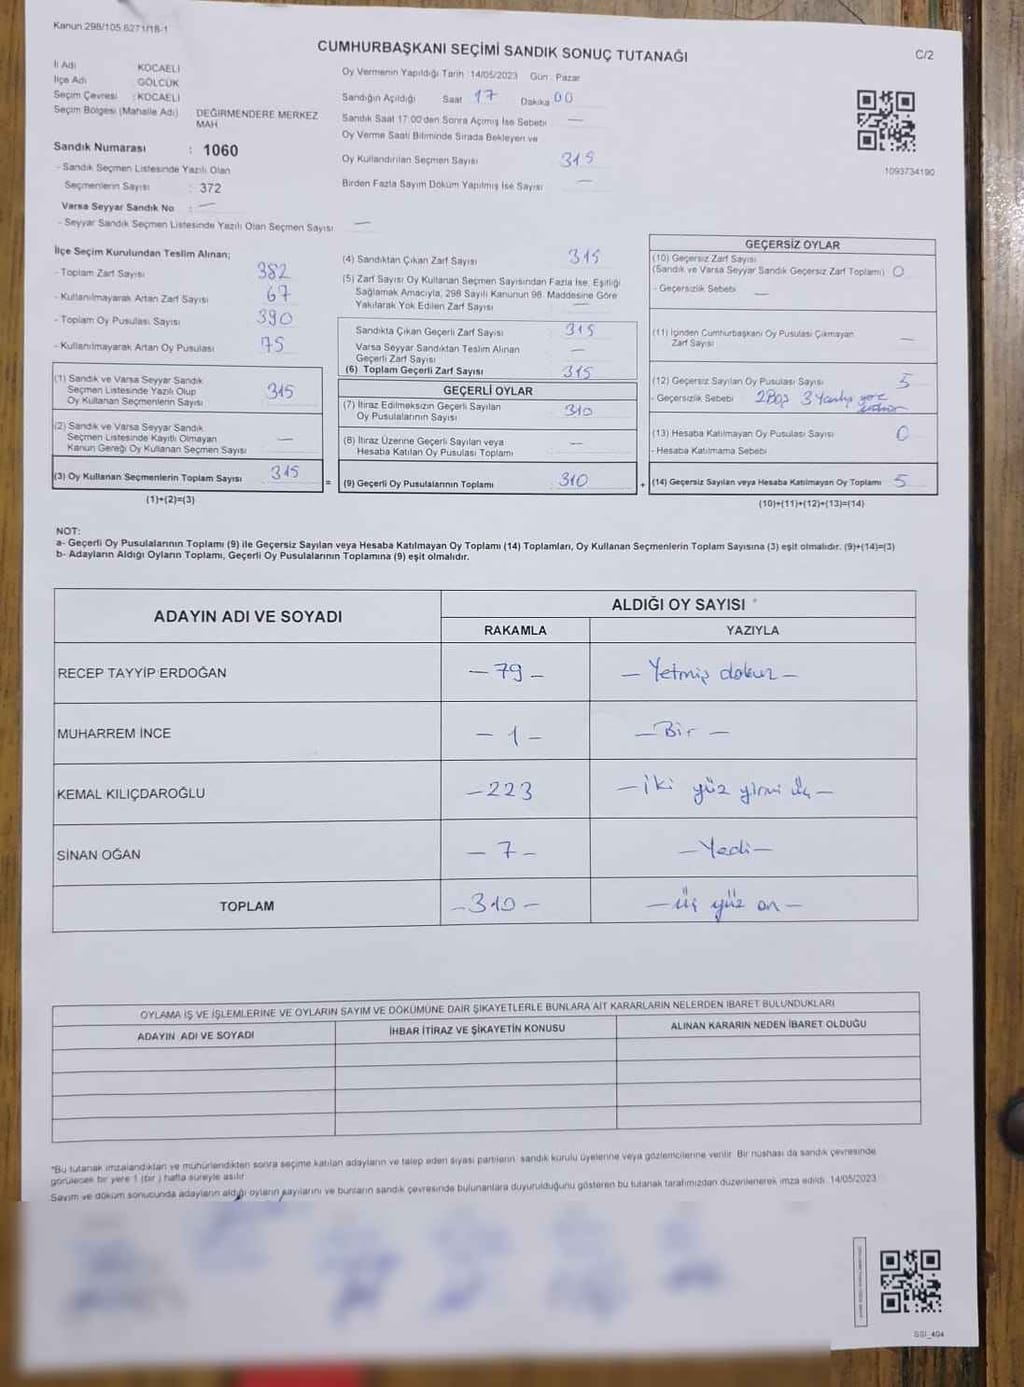 Kanun 298/105 6271/18-1
CUMHURBAŞKANI SEÇİMİ SANDIK SONUÇ TUTANAĞI
C/2
İl Adı KOCAELİ
İlçe Adı GÖLCÜK
Seçim Çevresi : KOCAELİ
Seçim Bölgesi (Mahalle Adı) DEĞİRMENDERE MERKEZ MAH.
Sandık Numarası : 1060
- Sandık Seçmen Listesinde Yazılı Olan
Seçmenlerin Sayısı : 372
Varsa Seyyar Sandık No : —
- Seyyar Sandık Seçmen Listesinde Yazılı Olan Seçmen Sayısı —
Oy Vermenin Yapıldığı Tarih 14/05/2023 Gün : Pazar
Sandığın Açıldığı Saat 17 Dakika 00
Sandık Saat 17:00'den Sonra Açımış İse Sebebi —
Oy Verme Saati Bitiminde Sırada Bekleyen ve
Oy Kullandırılan Seçmen Sayısı 315
Birden Fazla Sayım Döküm Yapılmış İse Sayısı —
1093734190
İlçe Seçim Kurulundan Teslim Alınan;
- Toplam Zarf Sayısı 382
- Kullanılmayarak Artan Zarf Sayısı 67
- Toplam Oy Pusulası Sayısı 390
- Kullanılmayarak Artan Oy Pusulası 75
(1) Sandık ve Varsa Seyyar Sandık
Seçmen Listesinde Yazılı Olup
Oy Kullanan Seçmenlerin Sayısı 315
(2) Sandık ve Varsa Seyyar Sandık
Seçmen Listesinde Kayıtlı Olmayan
Kanun Gereği Oy Kullanan Seçmen Sayısı —
(3) Oy Kullanan Seçmenlerin Toplam Sayısı 315
(1)+(2)=(3)
(4) Sandıktan Çıkan Zarf Sayısı 315
(5) Zarf Sayısı Oy Kullanan Seçmen Sayısından Fazla İse, Eşitliği
Sağlamak Amacıyla, 298 Sayılı Kanunun 98. Maddesine Göre
Yakılarak Yok Edilen Zarf Sayısı —
Sandıkta Çıkan Geçerli Zarf Sayısı 315
Varsa Seyyar Sandıktan Teslim Alınan
Geçerli Zarf Sayısı —
(6) Toplam Geçerli Zarf Sayısı 315
GEÇERLİ OYLAR
(7) İtiraz Edilmeksizin Geçerli Sayılan
Oy Pusulalarının Sayısı 310
(8) İtiraz Üzerine Geçerli Sayılan veya
Hesaba Katılan Oy Pusulası Toplamı —
= (9) Geçerli Oy Pusulalarının Toplamı 310
GEÇERSİZ OYLAR
(10) Geçersiz Zarf Sayısı
(Sandık ve Varsa Seyyar Sandık Geçersiz Zarf Toplamı) 0
- Geçersizlik Sebebi —
(11) İçinden Cumhurbaşkanı Oy Pusulası Çıkmayan
Zarf Sayısı —
(12) Geçersiz Sayılan Oy Pusulası Sayısı 5
- Geçersizlik Sebebi 2 Boş 3 Yanlış yere
(13) Hesaba Katılmayan Oy Pusulası Sayısı 0
- Hesaba Katılmama Sebebi
+ (14) Geçersiz Sayılan veya Hesaba Katılmayan Oy Toplamı 5
(10)+(11)+(12)+(13)=(14)
NOT:
a- Geçerli Oy Pusulalarının Toplamı (9) ile Geçersiz Sayılan veya Hesaba Katılmayan Oy Toplamı (14) Toplamları, Oy Kullanan Seçmenlerin Toplam Sayısına (3) eşit olmalıdır. (9)+(14)=(3)
b- Adayların Aldığı Oyların Toplamı, Geçerli Oy Pusulalarının Toplamına (9) eşit olmalıdır.
ADAYIN ADI VE SOYADI ALDIĞI OY SAYISI
RAKAMLA YAZIYLA
RECEP TAYYİP ERDOĞAN - 79 - - Yetmiş dokuz -
MUHARREM İNCE - 1 - - Bir -
KEMAL KILIÇDAROĞLU - 223 - İki yüz yirmi üç -
SİNAN OĞAN - 7 - - Yedi -
TOPLAM - 310 - - üç yüz on -
OYLAMA İŞ VE İŞLEMLERİNE VE OYLARIN SAYIM VE DÖKÜMÜNE DAİR ŞİKAYETLERLE BUNLARA AİT KARARLARIN NELERDEN İBARET BULUNDUKLARI
ADAYIN ADI VE SOYADI İHBAR İTİRAZ VE ŞİKAYETİN KONUSU ALINAN KARARIN NEDEN İBARET OLDUĞU
*Bu tutanak imzalandıktan ve mühürlendikten sonra seçime katılan adayların ve talep eden siyasi partilerin sandık kurulu üyelerine veya gözlemcilerine verilir. Bir nüshası da sandık çevresinde
görülecek bir yere 1 (bir) hafta süreyle asılır.
Sayım ve döküm sonucunda adayların aldığı oyların sayılarını ve bunların sandık çevresinde bulunanlara duyurulduğunu gösteren bu tutanak tarafımızdan düzenlenerek imza edildi. 14/05/2023
SSI_404